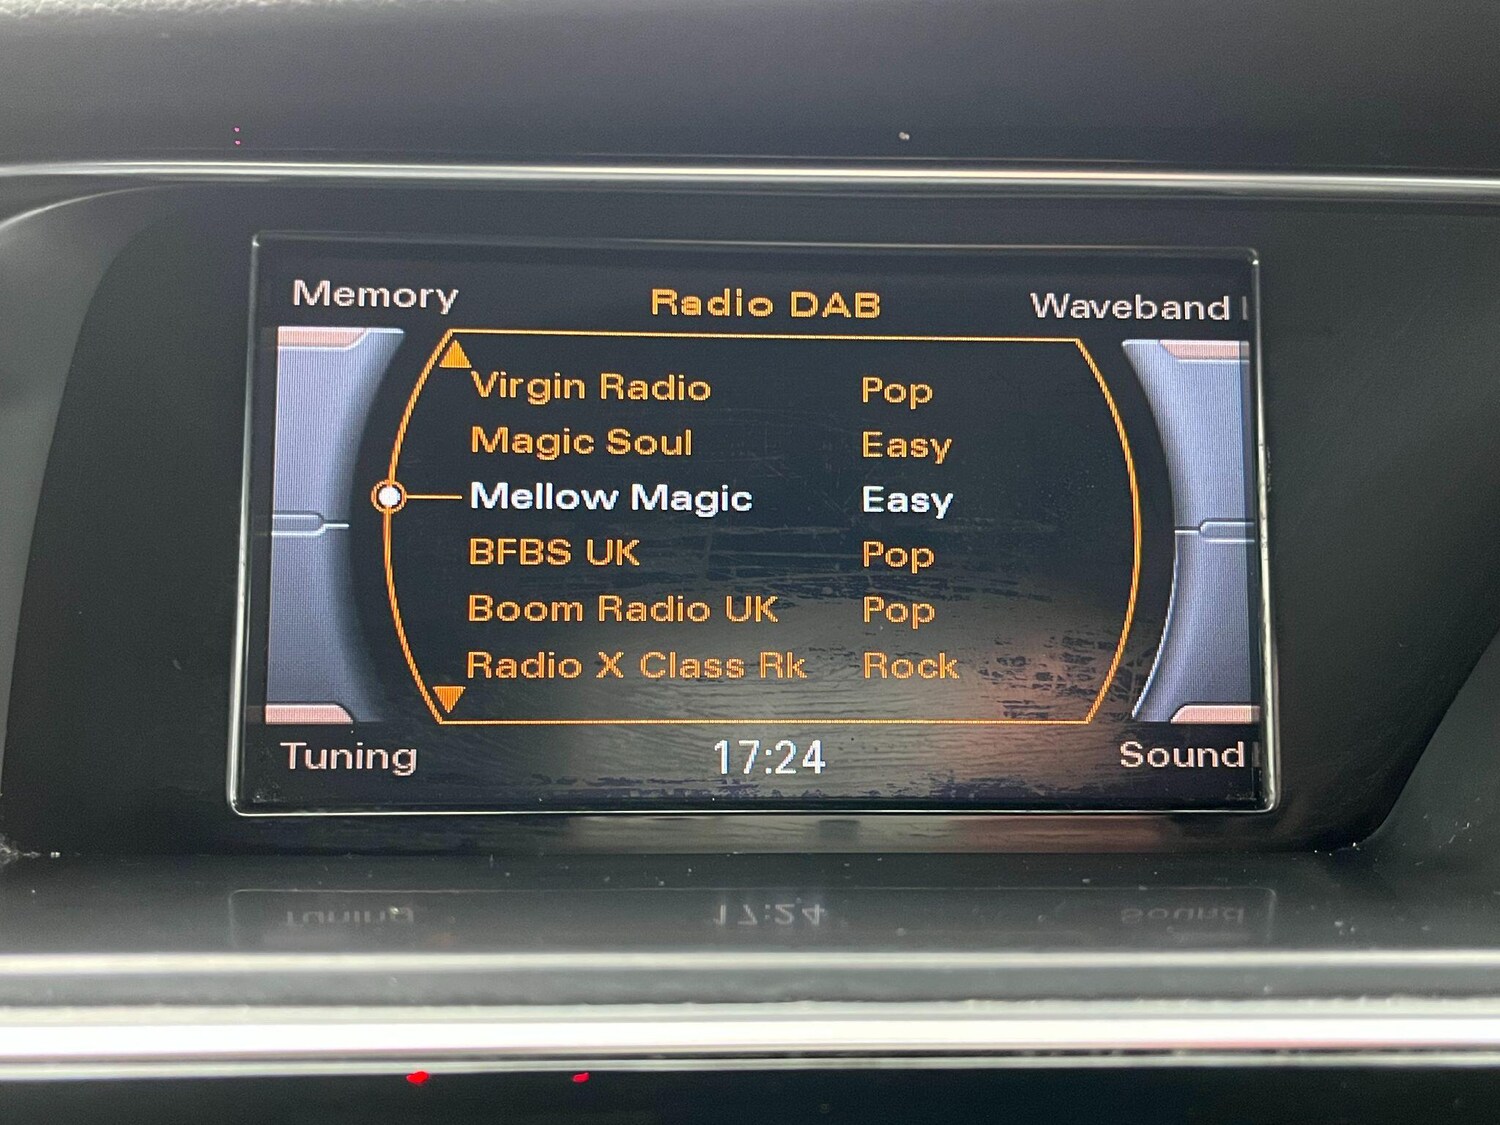 Memory Radio DAB Waveband
Virgin Radio Pop
Magic Soul Easy
Mellow Magic Easy
BFBS UK Pop
Boom Radio UK Pop
Radio X Class Rk Rock
Tuning 17:24 Sound